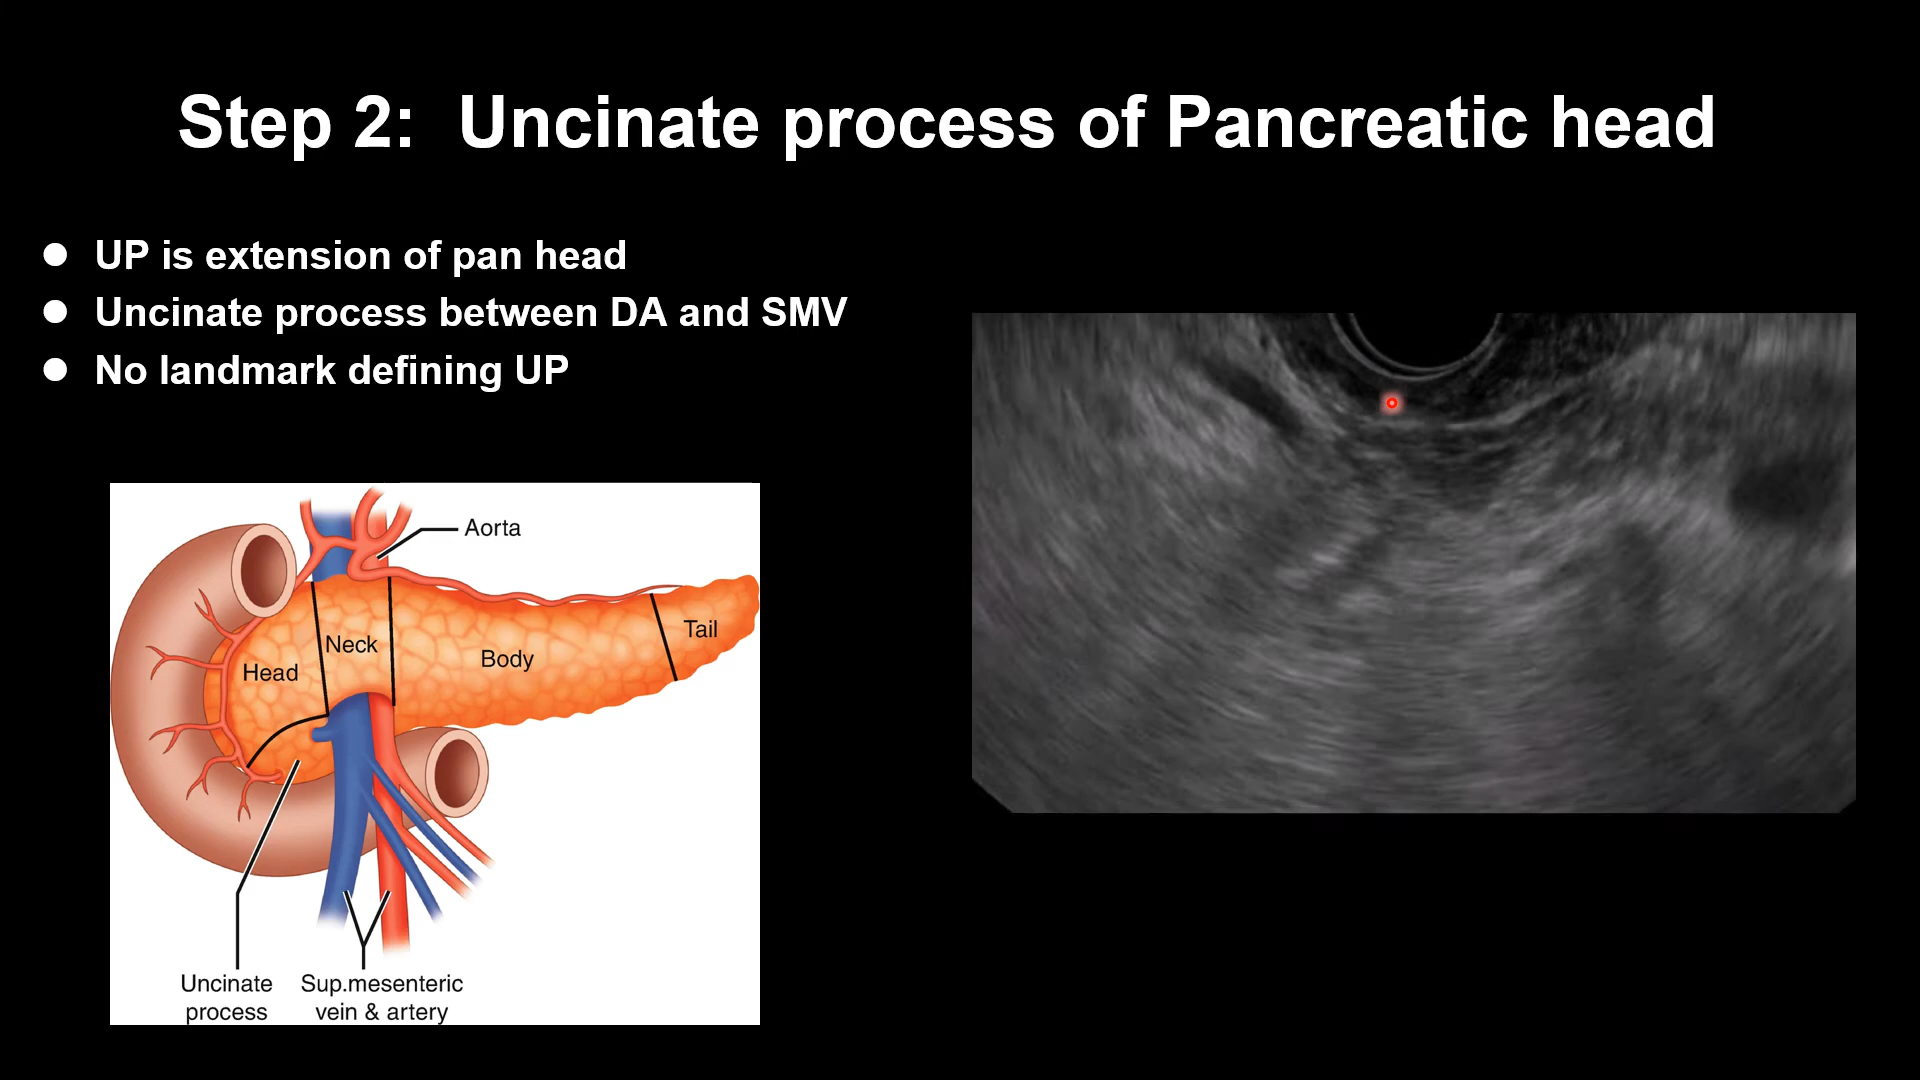 Step 2: Uncinate process of Pancreatic head
UP is extension of pan head
Uncinate process between DA and SMV
No landmark defining UP
Aorta
Tail
Neck
Body
Head
Uncinate
process
Sup.mesenteric
vein & artery